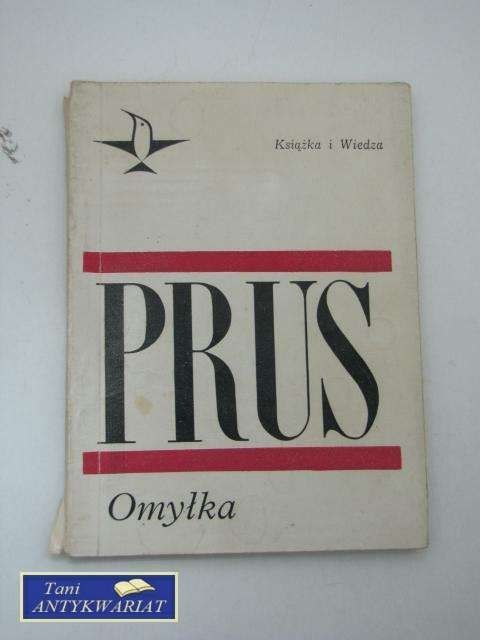 Książka i Wiedza
PRUS
Omyłka
Tani
ANTYKWARIAT